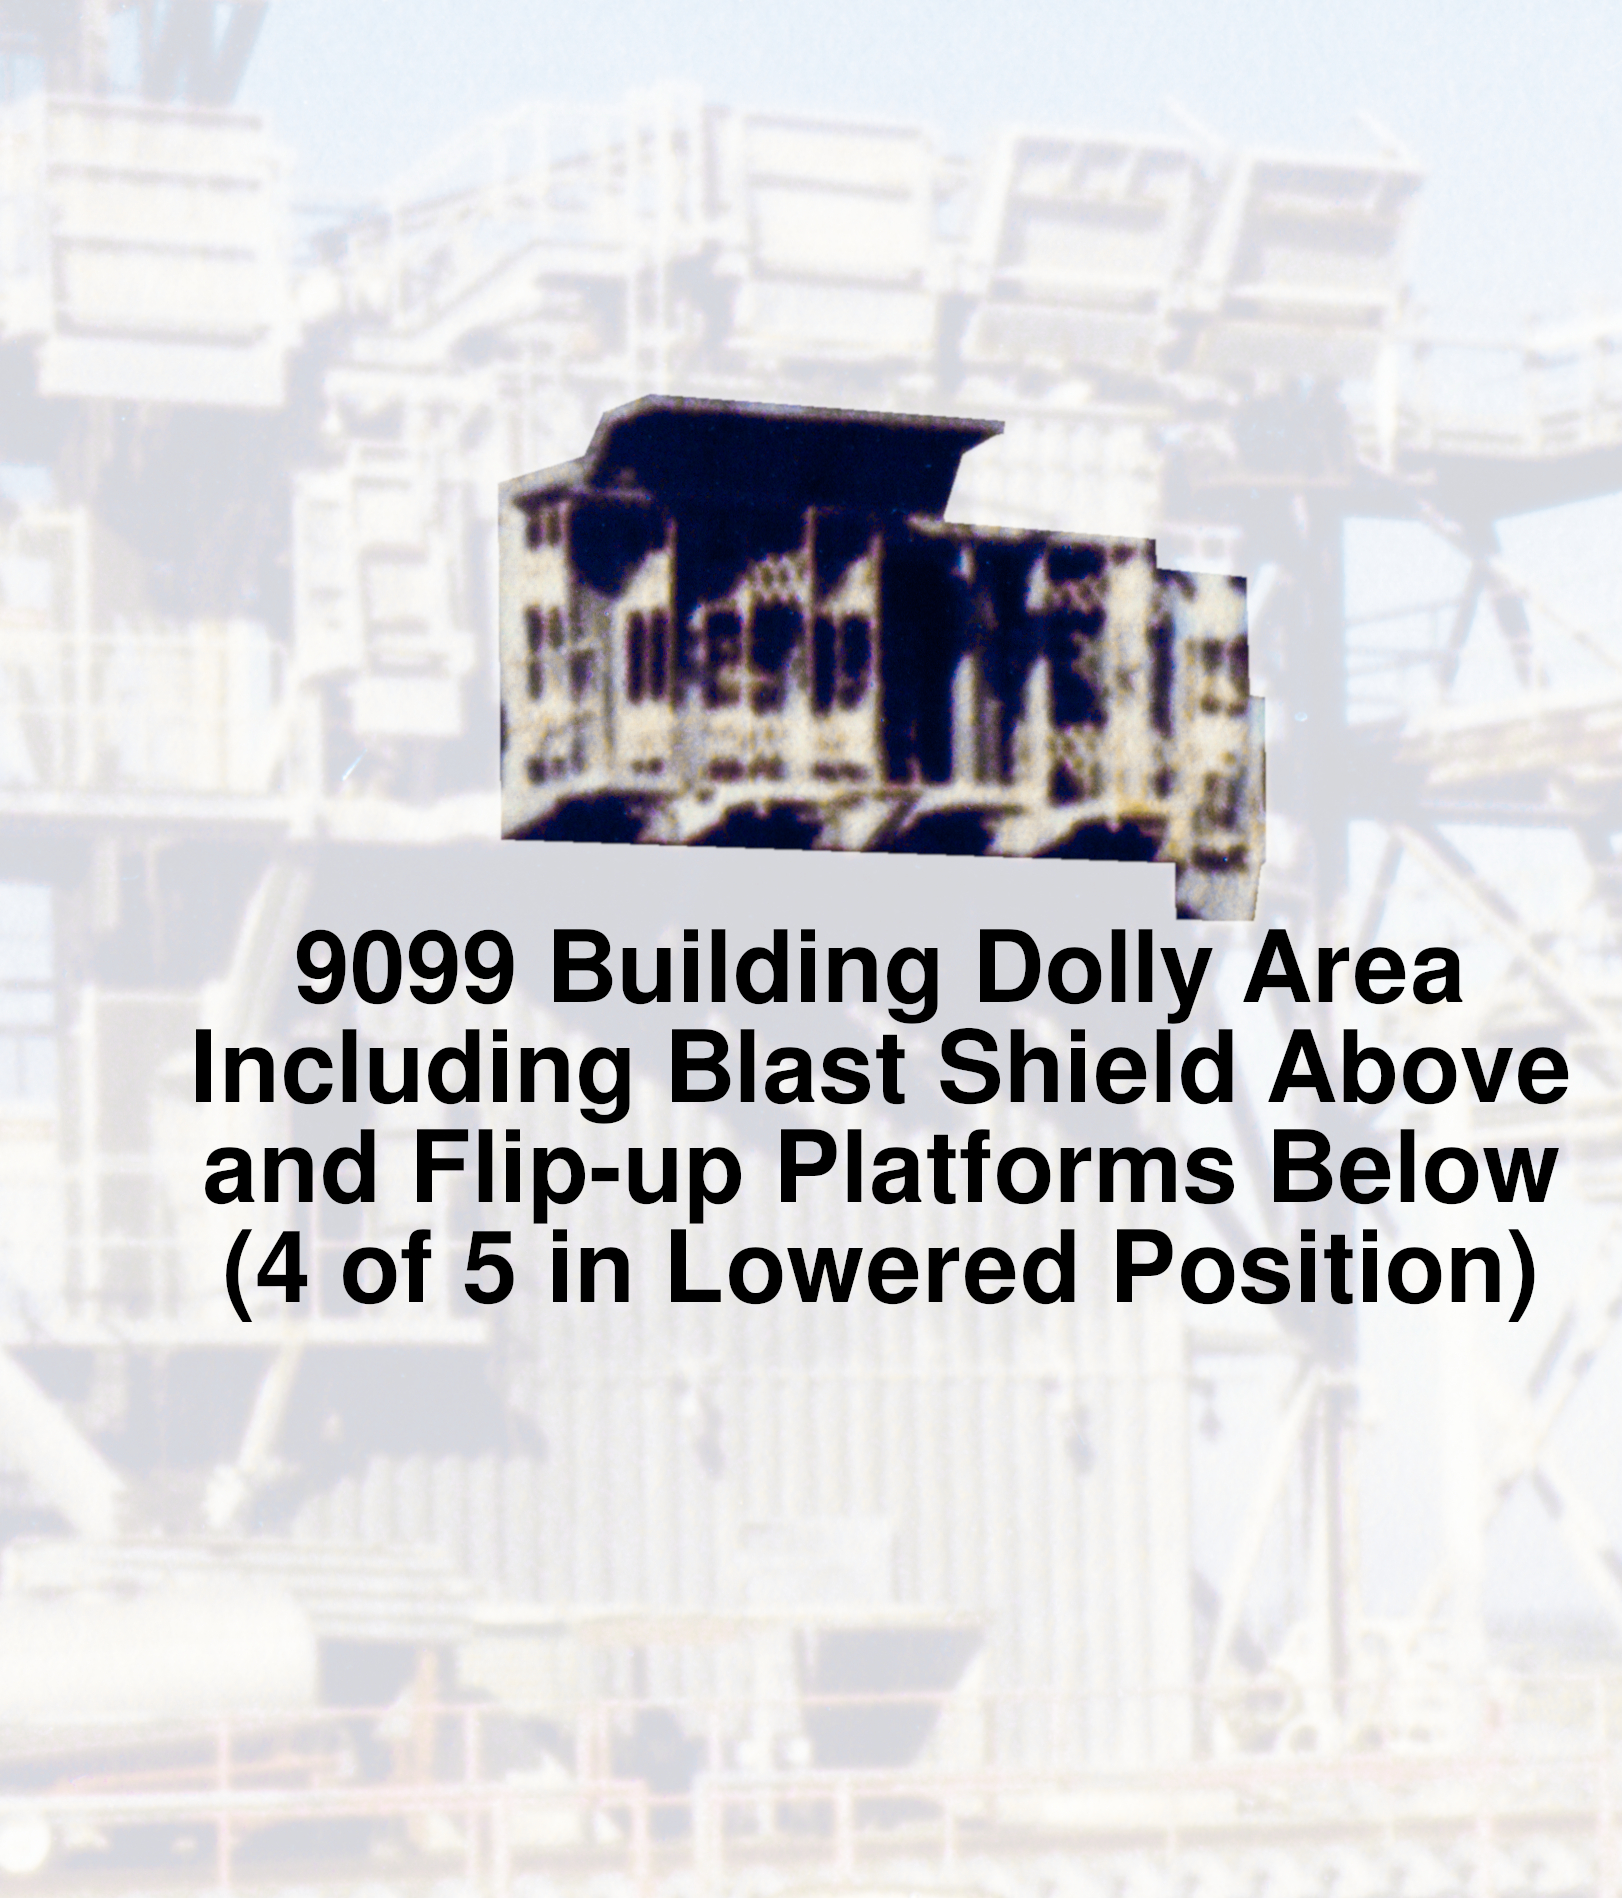 9099 Building Dolly Area
Including Blast Shield Above
and Flip-up Platforms Below
(4 of 5 in Lowered Position)